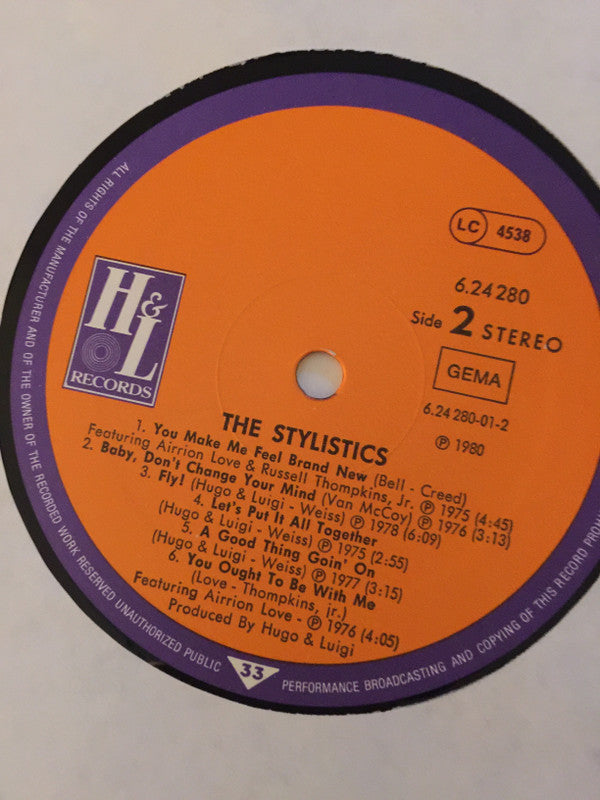 H&L
RECORDS
LC 4538
6.24 280
Side 2 STEREO
GEMA
6.24 280-01-2
℗ 1980
THE STYLISTICS
1. You Make Me Feel Brand New (Bell - Creed)
Featuring Airrion Love & Russell Thompkins, Jr. ℗ 1975 (4:45)
2. Baby, Don't Change Your Mind (Van McCoy) ℗ 1976 (3:13)
3. Fly! (Hugo & Luigi - Weiss) ℗ 1978 (6:09)
4. Let's Put It All Together
(Hugo & Luigi - Weiss) ℗ 1975 (2:55)
5. A Good Thing Goin' On
(Hugo & Luigi - Weiss) ℗ 1977 (3:15)
6. You Ought To Be With Me
(Love - Thompkins, jr.)
Featuring Airrion Love - ℗ 1976 (4:05)
Produced By Hugo & Luigi
ALL RIGHTS OF THE MANUFACTURER AND OF THE OWNER OF THE RECORDED WORK RESERVED UNAUTHORIZED PUBLIC
33
PERFORMANCE BROADCASTING AND COPYING OF THIS RECORD